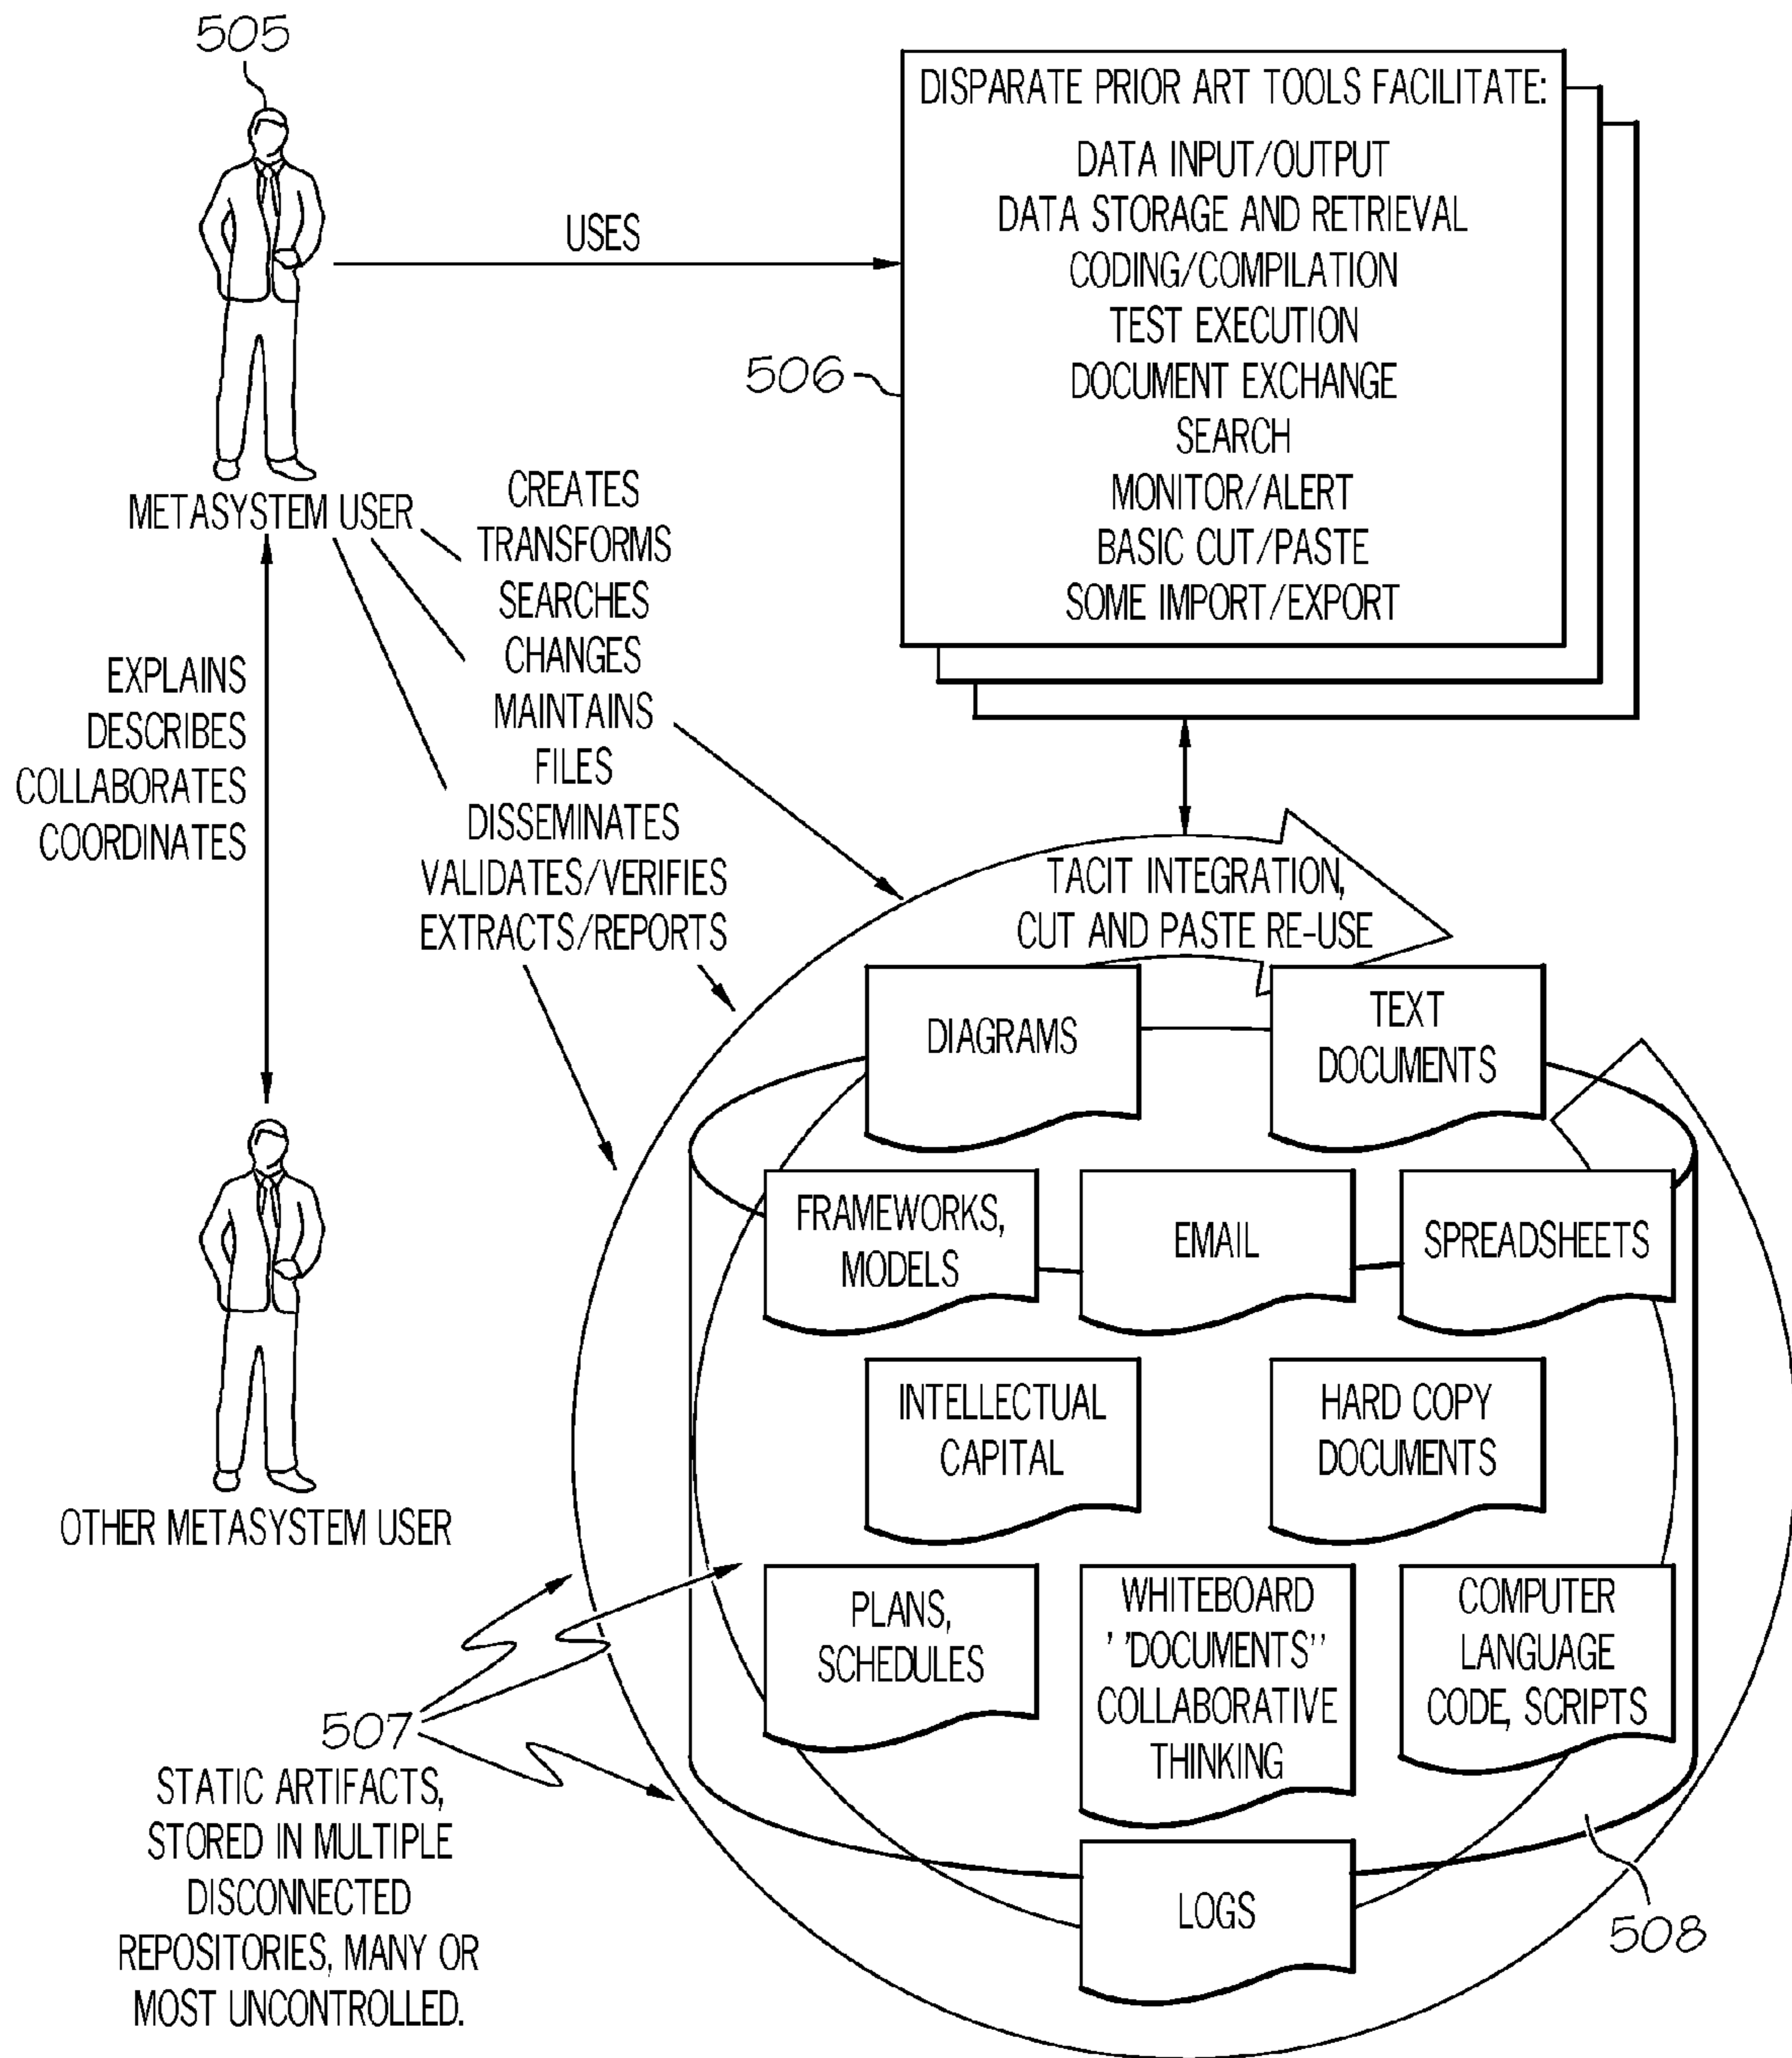 505
DISPARATE PRIOR ART TOOLS FACILITATE:
DATA INPUT/OUTPUT
DATA STORAGE AND RETRIEVAL
CODING/COMPILATION
TEST EXECUTION
DOCUMENT EXCHANGE
SEARCH
MONITOR/ALERT
BASIC CUT/PASTE
SOME IMPORT/EXPORT
USES
506
METASYSTEM USER
CREATES
TRANSFORMS
SEARCHES
CHANGES
MAINTAINS
FILES
DISSEMINATES
VALIDATES/VERIFIES
EXTRACTS/REPORTS
EXPLAINS
DESCRIBES
COLLABORATES
COORDINATES
TACIT INTEGRATION,
CUT AND PASTE RE-USE
DIAGRAMS
TEXT
DOCUMENTS
FRAMEWORKS,
MODELS
EMAIL
SPREADSHEETS
INTELLECTUAL
CAPITAL
HARD COPY
DOCUMENTS
OTHER METASYSTEM USER
PLANS,
SCHEDULES
WHITEBOARD
''DOCUMENTS''
COLLABORATIVE
THINKING
COMPUTER
LANGUAGE
CODE, SCRIPTS
507
STATIC ARTIFACTS,
STORED IN MULTIPLE
DISCONNECTED
REPOSITORIES, MANY OR
MOST UNCONTROLLED.
LOGS
508